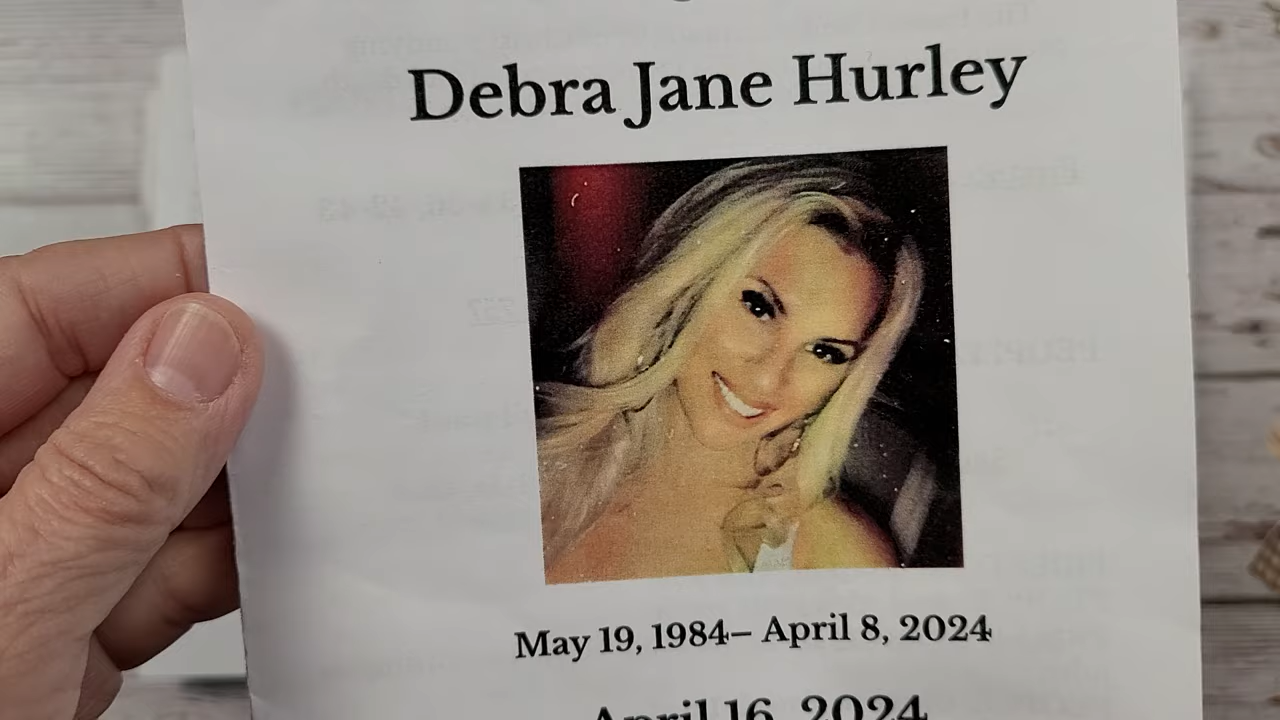 Debra Jane Hurley
May 19, 1984– April 8, 2024
April 16, 2024